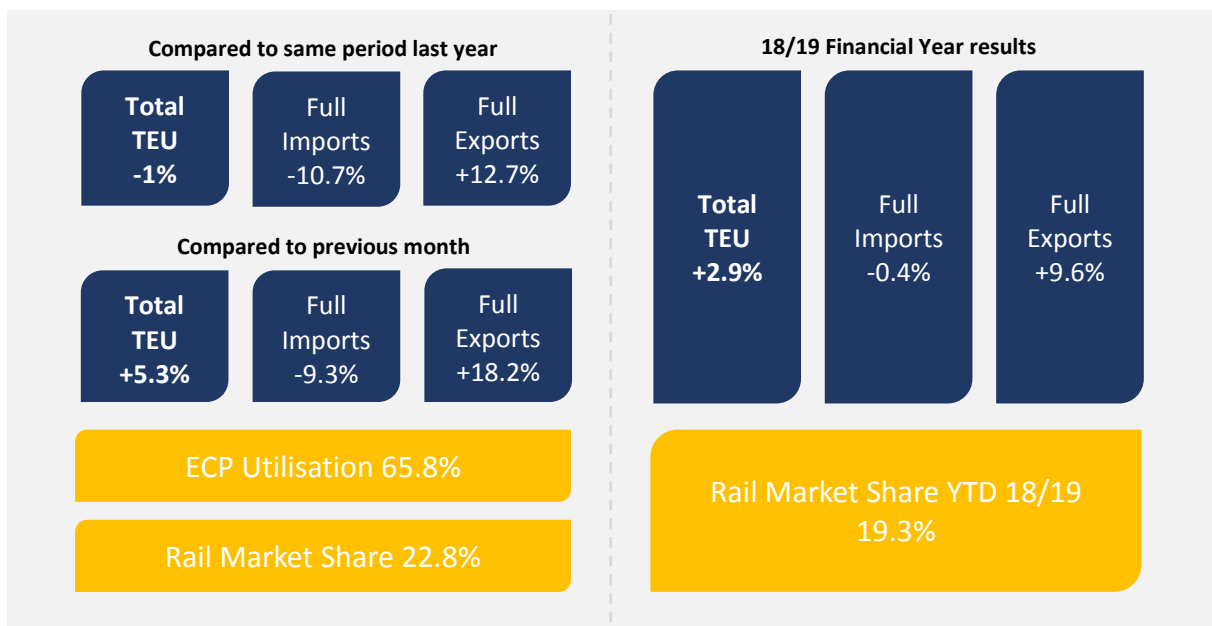 Compared to same period last year
Total
TEU
-1%
Full
Imports
-10.7%
Full
Exports
+12.7%
Compared to previous month
Total
TEU
+5.3%
Full
Imports
-9.3%
Full
Exports
+18.2%
ECP Utilisation 65.8%
Rail Market Share 22.8%
18/19 Financial Year results
Total
TEU
+2.9%
Full
Imports
-0.4%
Full
Exports
+9.6%
Rail Market Share YTD 18/19
19.3%